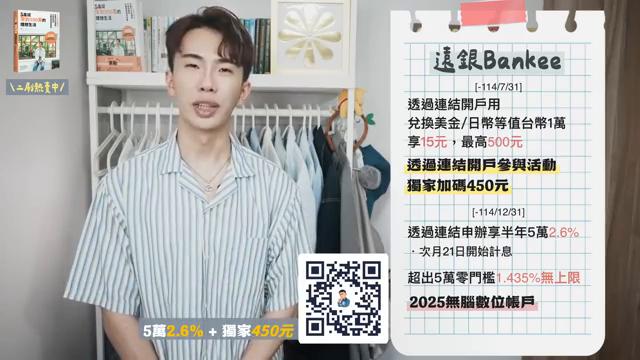 二刷熱賣中
遠銀Bankee
[-114/7/31]
透過連結開戶用
兌換美金/日幣等值台幣1萬
享15元，最高500元
透過連結開戶參與活動
獨家加碼450元
[-114/12/31]
透過連結申辦享半年5萬2.6%
·次月21日開始計息
超出5萬零門檻1.435%無上限
2025無腦數位帳戶
5萬2.6% + 獨家450元